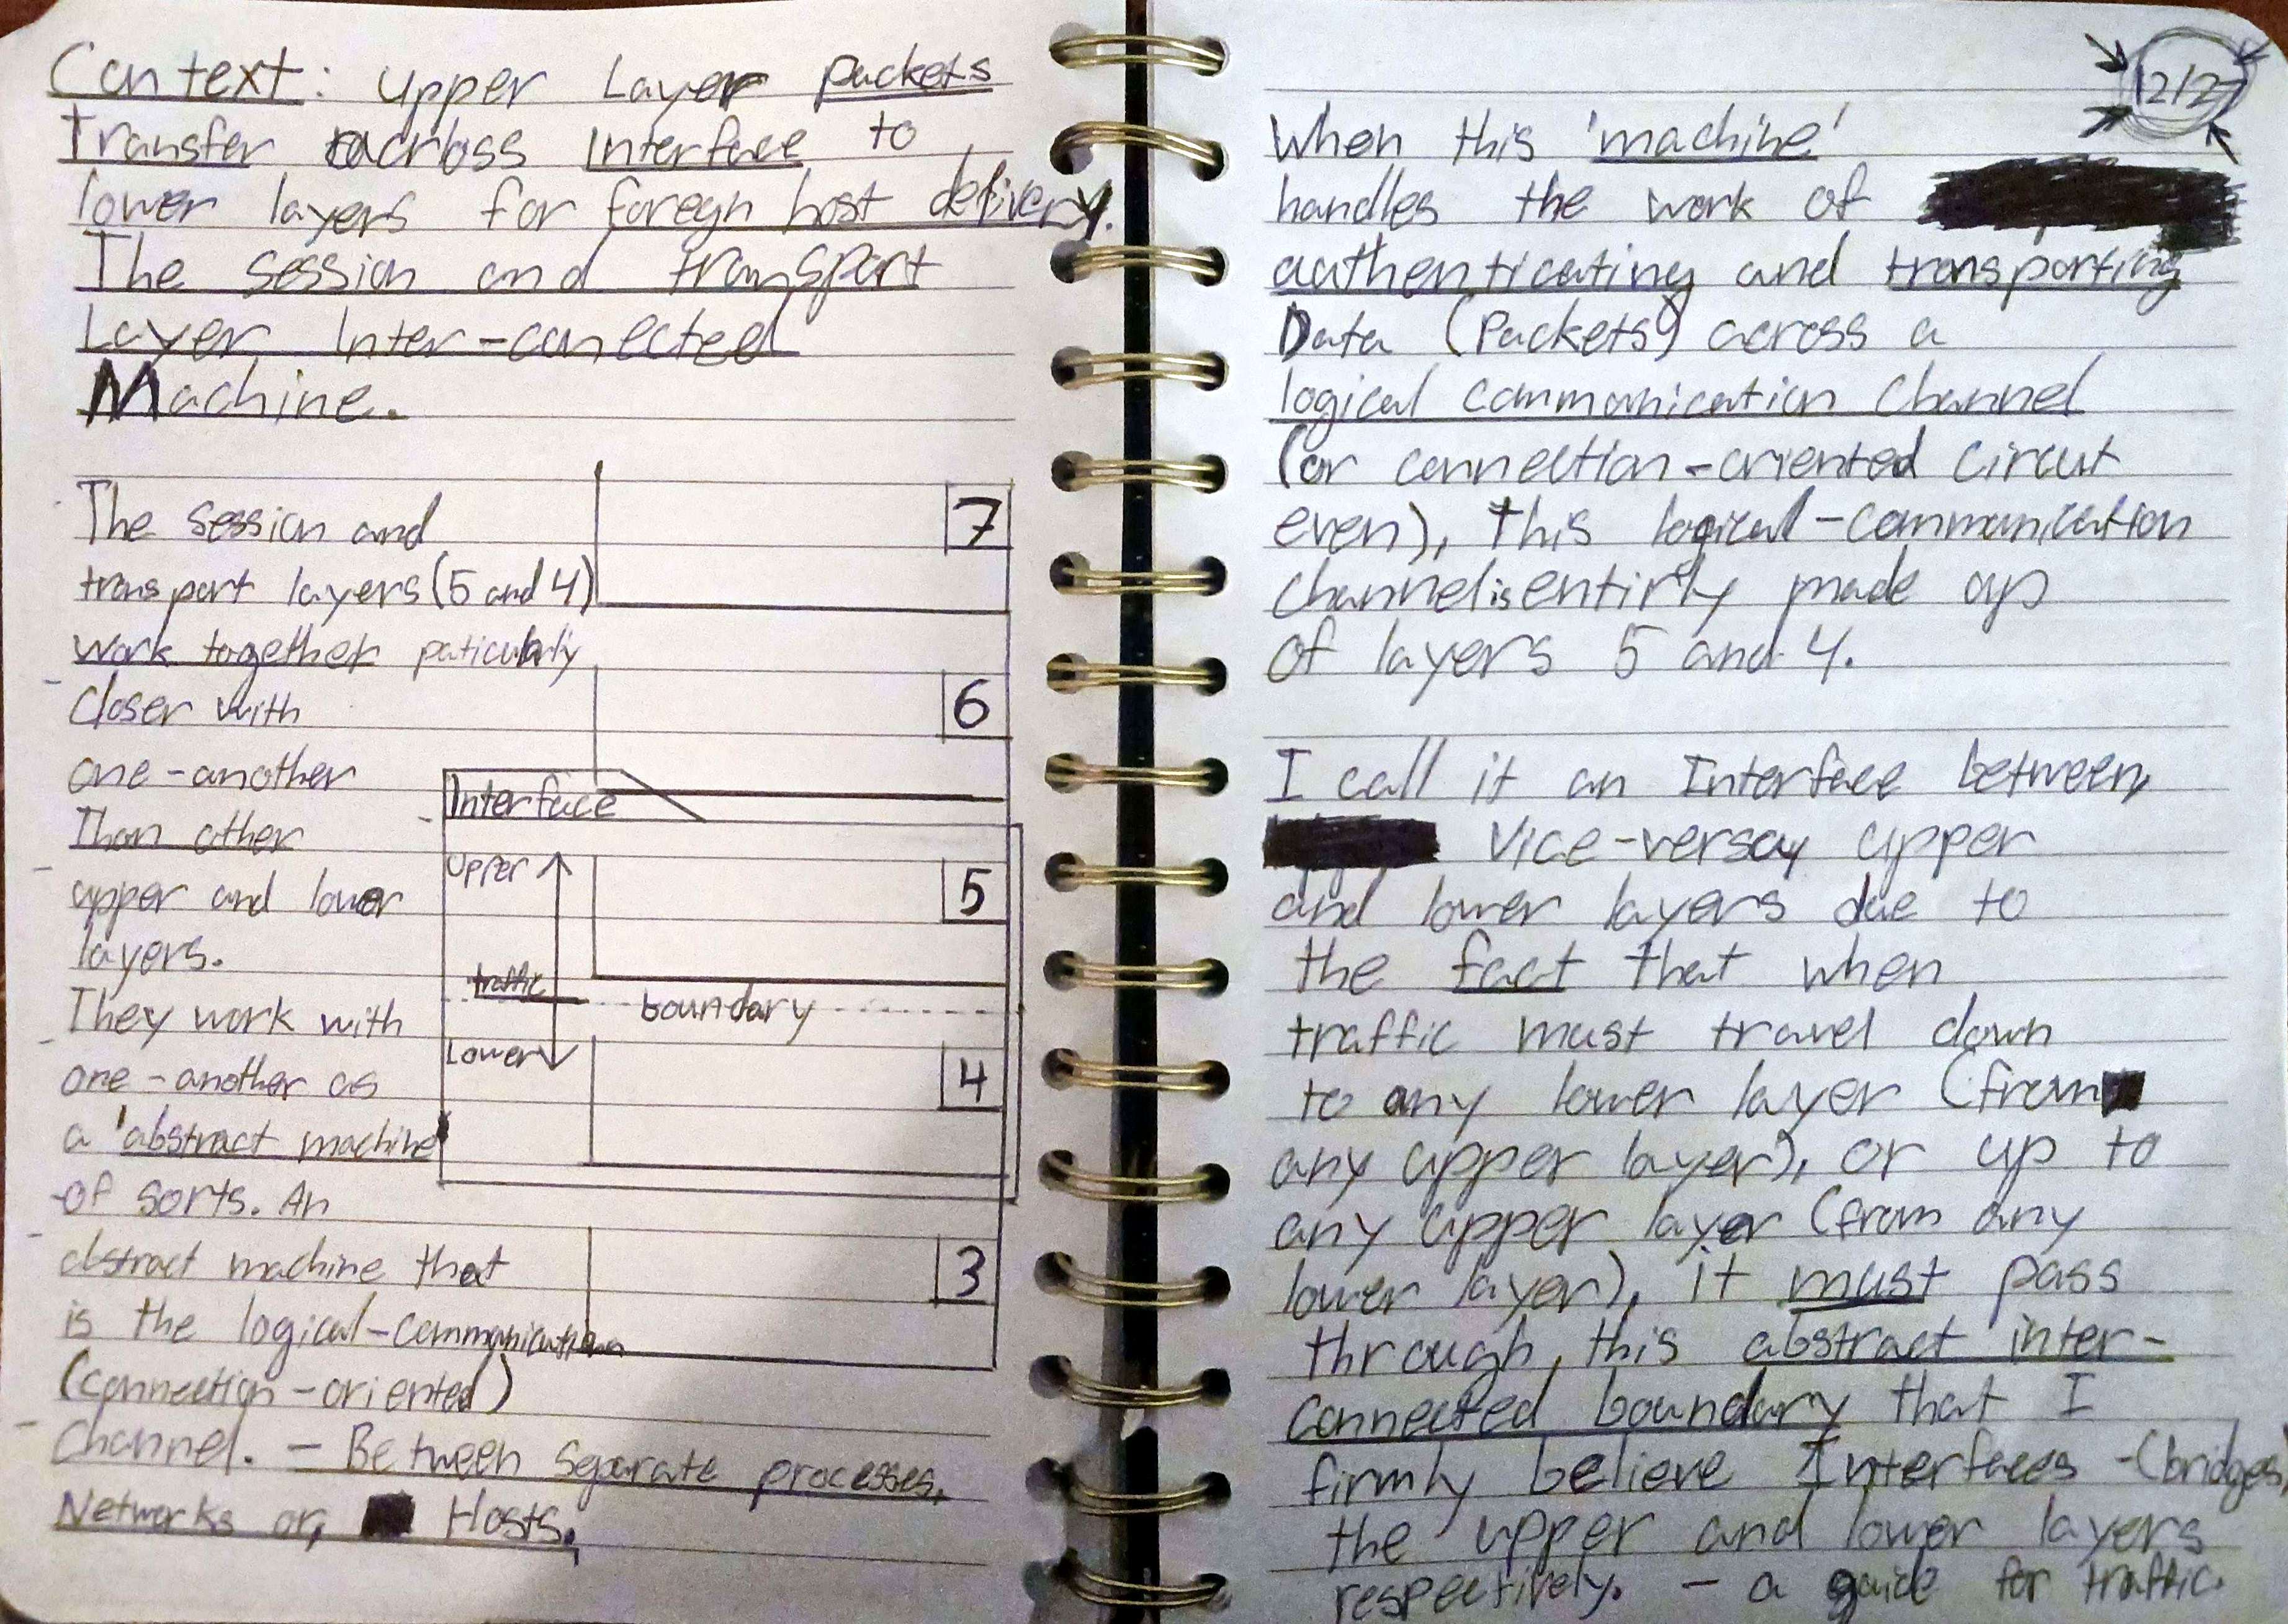 Context: upper Layer packets
Transfer across Interface to
lower layers for foregn host delivery.
The Session and transport
Layer Inter-conected
Machine.
The Session and
transport layers (5 and 4)
work together paticularly
closer with
one-another
Than other
upper and lower
layers.
They work with
one-another as
a 'abstract machine'
of sorts. An
abstract machine that
is the logical-communication
(connection-oriented)
Channel. - Between Separate processes,
Networks or, Hosts.
7
6
Interface
Upper
5
traffic
boundary
Lower
4
3
12/27
When this 'machine'
handles the work of
authenticating and transporting
Data (Packets) across a
logical communication channel
(or connection-oriented circut
even), this logical-communication
channel is entirly made up
of layers 5 and 4.
I call it an Interface between,
vice-versay upper
and lower layers due to
the fact that when
traffic must travel down
to any lower layer (from
any upper layer), or up to
any upper layer (from any
lower layer), it must pass
through, this abstract inter-
connected boundary that I
firmly believe Interfaces -(bridges)
the upper and lower layers
respectively. - a guide for traffic.